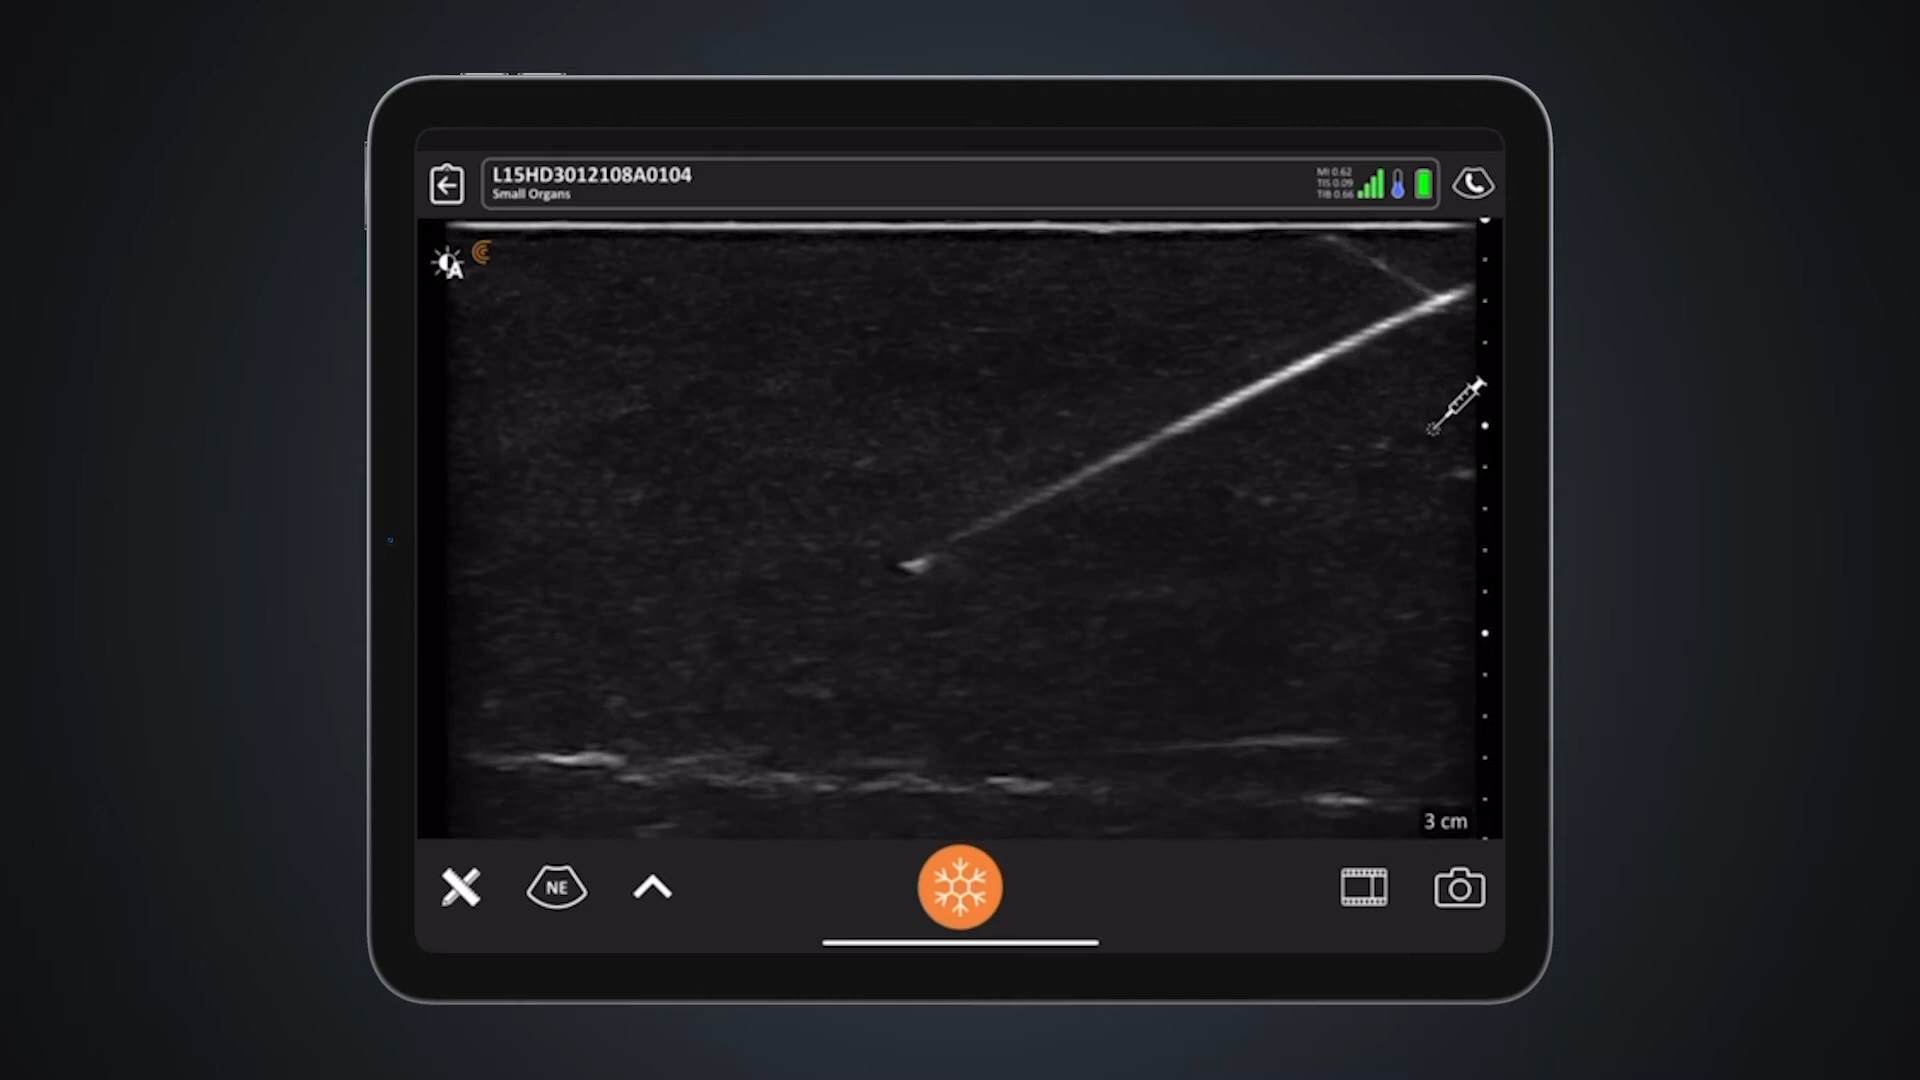 L15HD3012108A0104
Small Organs
MI 0.62
TIS 0.09
TIB 0.66
A
3 cm
NE